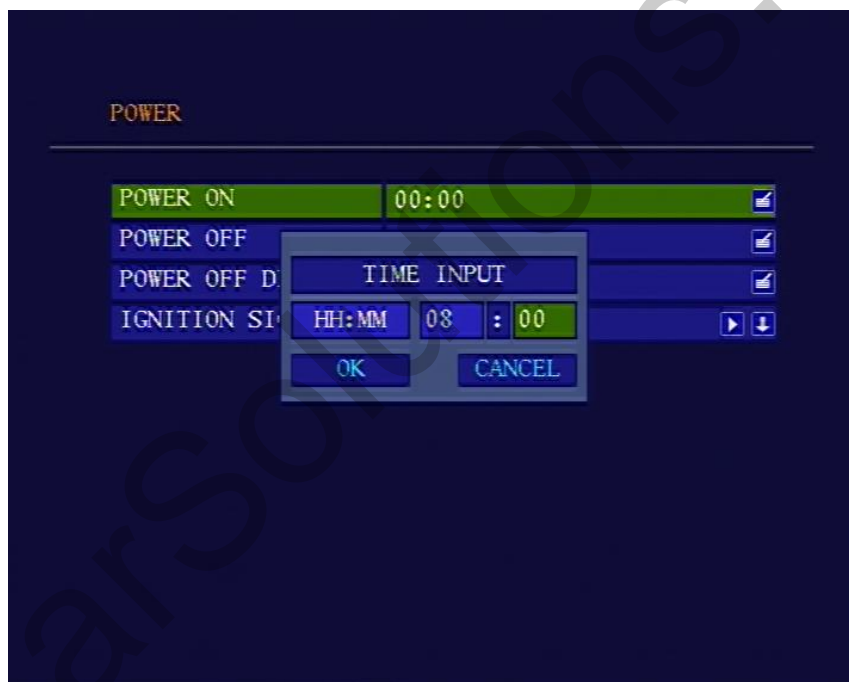 POWER
POWER ON 00:00
POWER OFF
POWER OFF D
TIME INPUT
IGNITION SI
HH:MM 08 : 00
OK CANCEL
arSolutions.